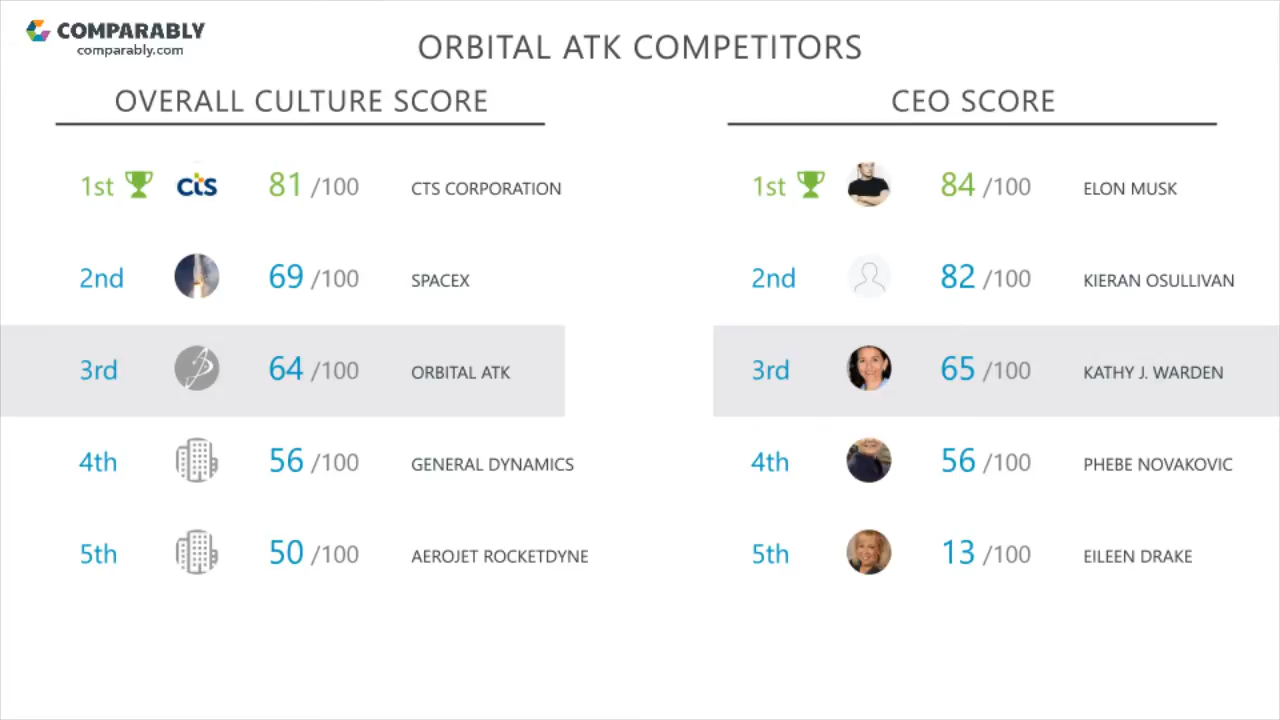 COMPARABLY
comparably.com
ORBITAL ATK COMPETITORS
OVERALL CULTURE SCORE
1st cts 81 /100 CTS CORPORATION
2nd 69 /100 SPACEX
3rd 64 /100 ORBITAL ATK
4th 56 /100 GENERAL DYNAMICS
5th 50 /100 AEROJET ROCKETDYNE
CEO SCORE
1st 84 /100 ELON MUSK
2nd 82 /100 KIERAN OSULLIVAN
3rd 65 /100 KATHY J. WARDEN
4th 56 /100 PHEBE NOVAKOVIC
5th 13 /100 EILEEN DRAKE